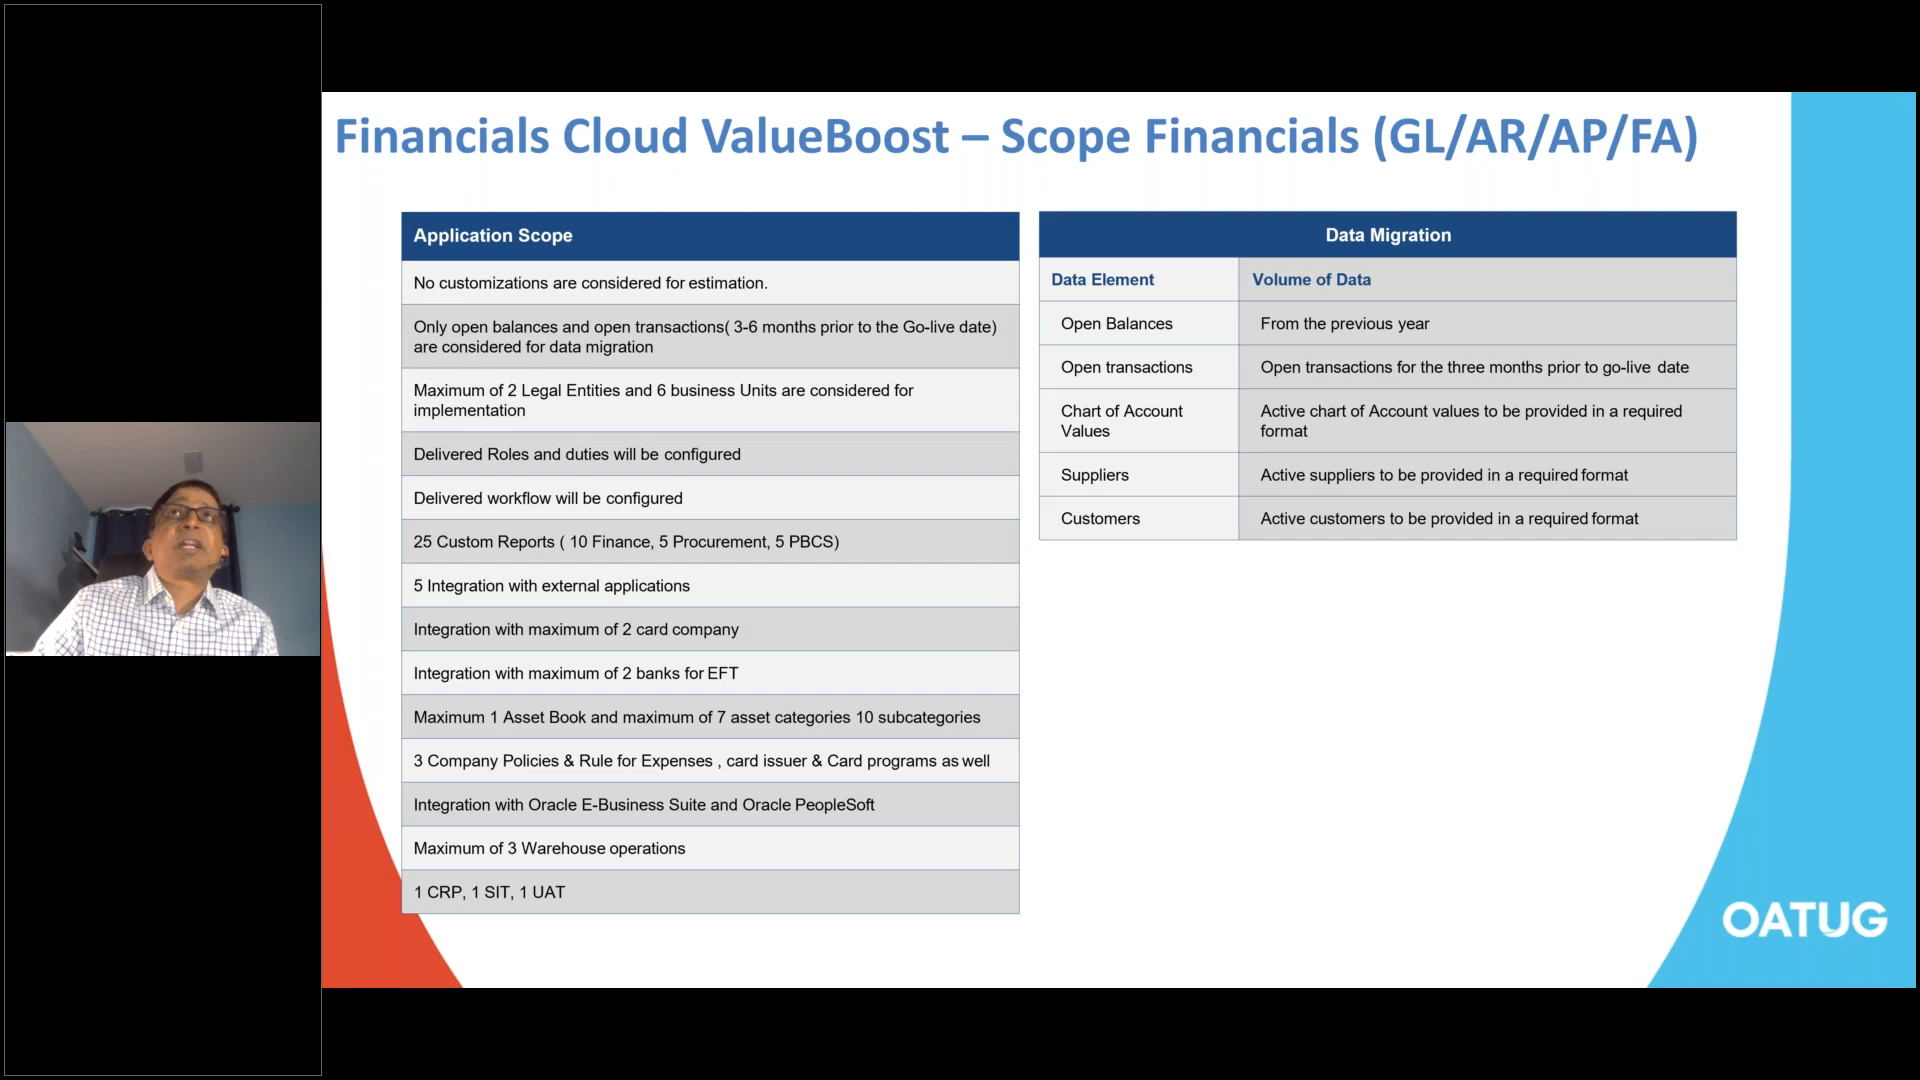 Financials Cloud ValueBoost – Scope Financials (GL/AR/AP/FA)
Application Scope
No customizations are considered for estimation.
Only open balances and open transactions( 3-6 months prior to the Go-live date)
are considered for data migration
Maximum of 2 Legal Entities and 6 business Units are considered for
implementation
Delivered Roles and duties will be configured
Delivered workflow will be configured
25 Custom Reports ( 10 Finance, 5 Procurement, 5 PBCS)
5 Integration with external applications
Integration with maximum of 2 card company
Integration with maximum of 2 banks for EFT
Maximum 1 Asset Book and maximum of 7 asset categories 10 subcategories
3 Company Policies & Rule for Expenses , card issuer & Card programs as well
Integration with Oracle E-Business Suite and Oracle PeopleSoft
Maximum of 3 Warehouse operations
1 CRP, 1 SIT, 1 UAT
Data Migration
Data Element Volume of Data
Open Balances From the previous year
Open transactions Open transactions for the three months prior to go-live date
Chart of Account Active chart of Account values to be provided in a required
Values format
Suppliers Active suppliers to be provided in a required format
Customers Active customers to be provided in a required format
OATUG